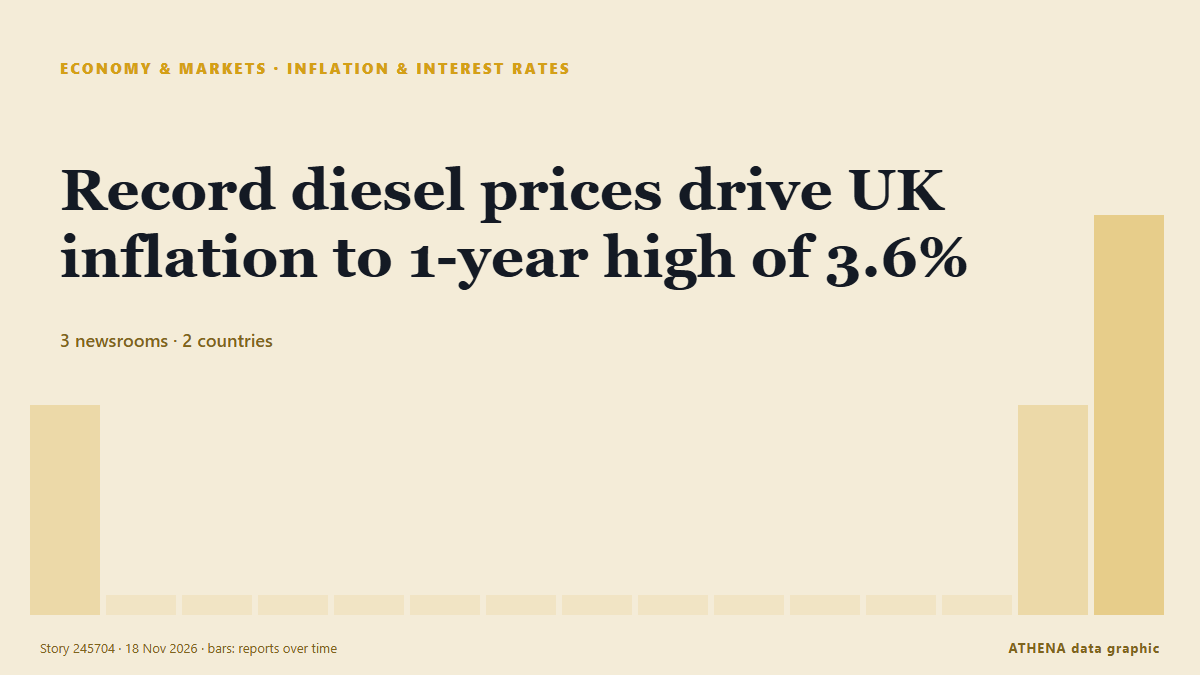 ECONOMY & MARKETS · INFLATION & INTEREST RATES
Record diesel prices drive UK
inflation to 1-year high of 3.6%
3 newsrooms · 2 countries
Story 245704 · 18 Nov 2026 · bars: reports over time
ATHENA data graphic